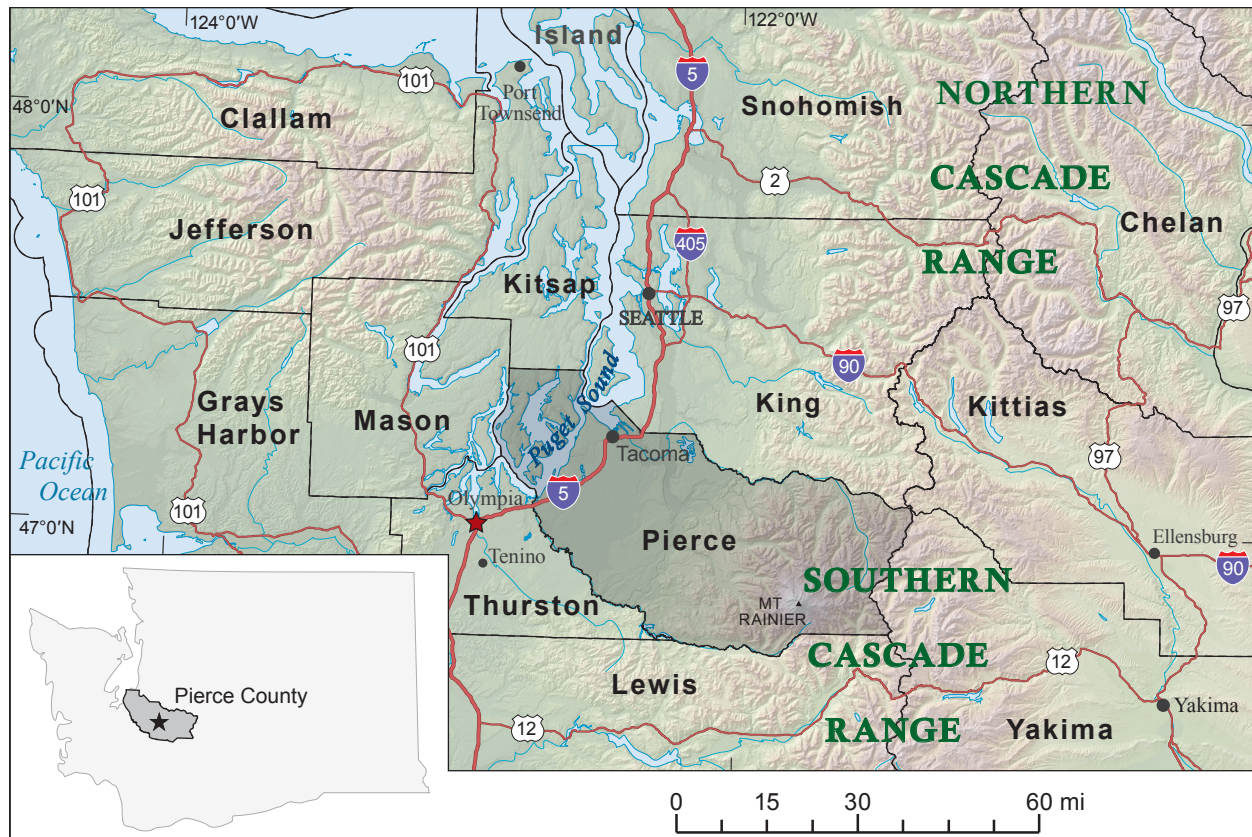 124°0'W
122°0'W
Island
101
5
48°0'N
Port
Townsend
Snohomish
NORTHERN
Clallam
2
CASCADE
101
Chelan
Jefferson
405
RANGE
Kitsap
97
SEATTLE
101
90
Puget Sound
Grays
Harbor
Mason
King
Kittias
Tacoma
97
Pacific
Ocean
Olympia
5
47°0'N
101
Pierce
Ellensburg
Tenino
90
SOUTHERN
Thurston
MT
RAINIER
CASCADE
12
Lewis
Pierce County
Yakima
12
RANGE
Yakima
0 15 30 60 mi